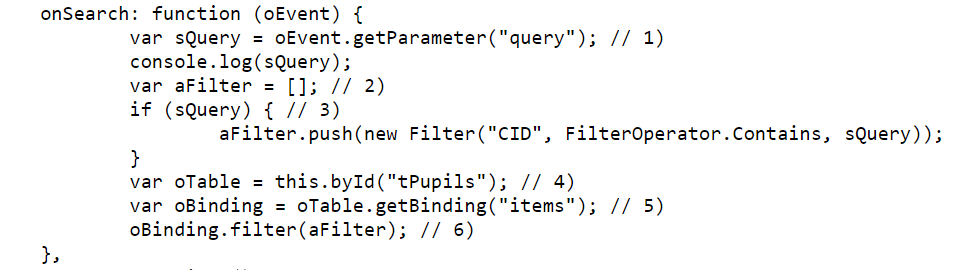 onSearch: function (oEvent) {
var sQuery = oEvent.getParameter("query"); // 1)
console.log(sQuery);
var aFilter = []; // 2)
if (sQuery) { // 3)
aFilter.push(new Filter("CID", FilterOperator.Contains, sQuery));
}
var oTable = this.byId("tPupils"); // 4)
var oBinding = oTable.getBinding("items"); // 5)
oBinding.filter(aFilter); // 6)
},